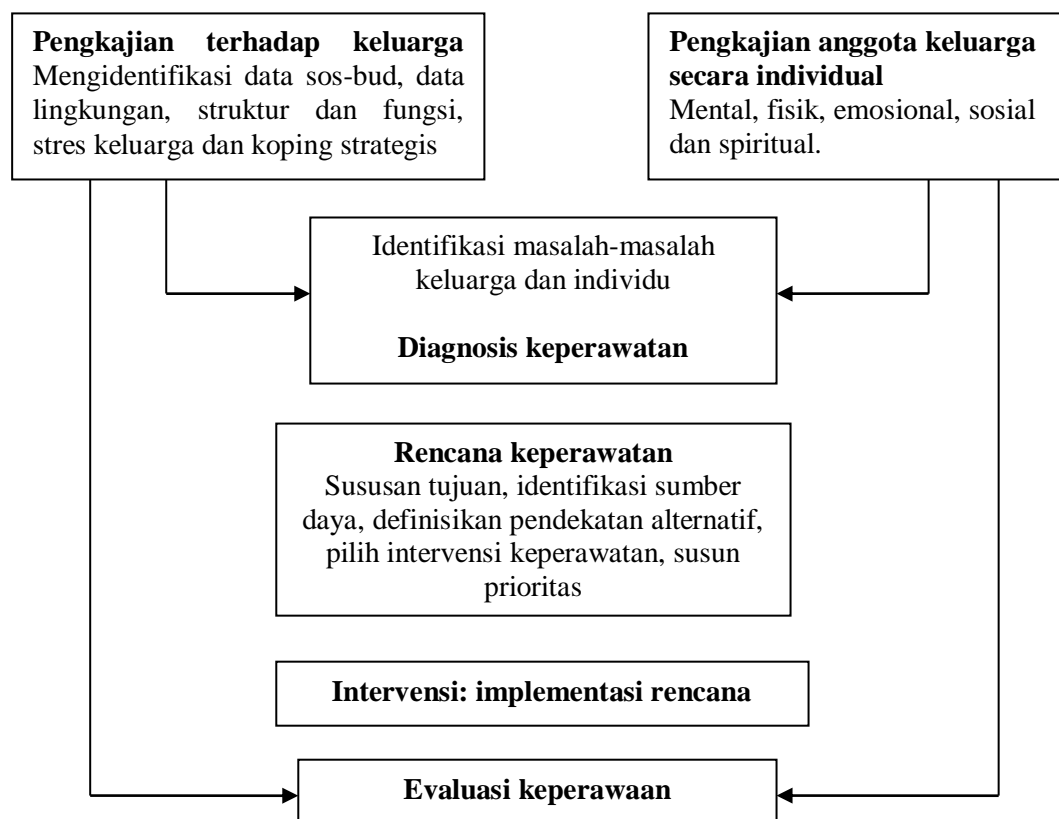 Pengkajian terhadap keluarga
Mengidentifikasi data sos-bud, data
lingkungan, struktur dan fungsi,
stres keluarga dan koping strategis
Pengkajian anggota keluarga
secara individual
Mental, fisik, emosional, sosial
dan spiritual.
Identifikasi masalah-masalah
keluarga dan individu
Diagnosis keperawatan
Rencana keperawatan
Sususan tujuan, identifikasi sumber
daya, definisikan pendekatan alternatif,
pilih intervensi keperawatan, susun
prioritas
Intervensi: implementasi rencana
Evaluasi keperawaan